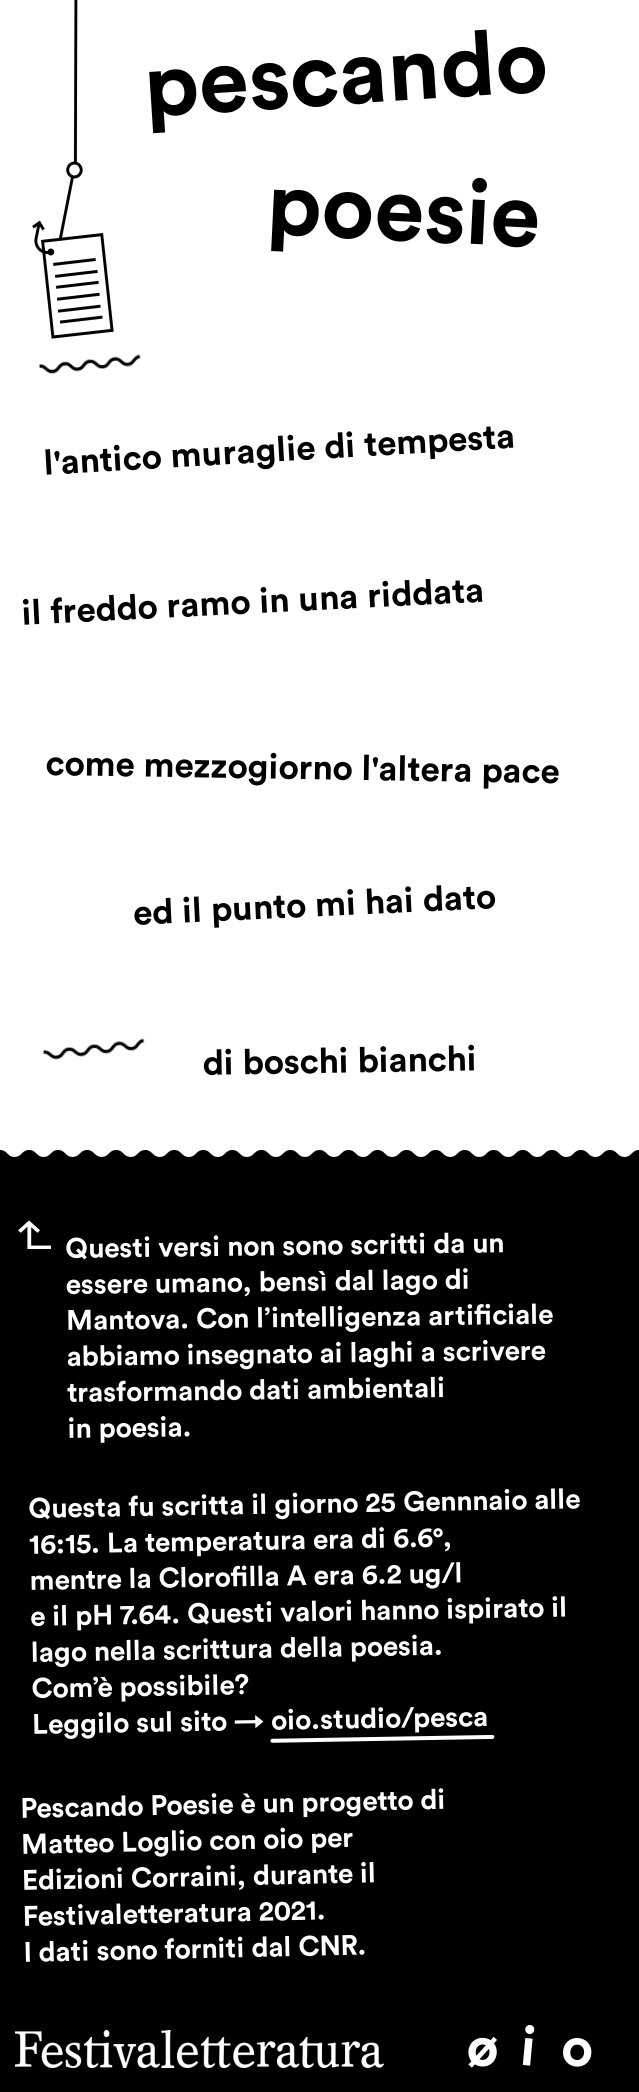 pescando
poesie
l'antico muraglie di tempesta
il freddo ramo in una riddata
come mezzogiorno l'altera pace
ed il punto mi hai dato
di boschi bianchi
Questi versi non sono scritti da un
essere umano, bensì dal lago di
Mantova. Con l’intelligenza artificiale
abbiamo insegnato ai laghi a scrivere
trasformando dati ambientali
in poesia.
Questa fu scritta il giorno 25 Gennnaio alle
16:15. La temperatura era di 6.6°,
mentre la Clorofilla A era 6.2 ug/l
e il pH 7.64. Questi valori hanno ispirato il
lago nella scrittura della poesia.
Com’è possibile?
Leggilo sul sito → oio.studio/pesca
Pescando Poesie è un progetto di
Matteo Loglio con oio per
Edizioni Corraini, durante il
Festivaletteratura 2021.
I dati sono forniti dal CNR.
Festivaletteratura ø i o